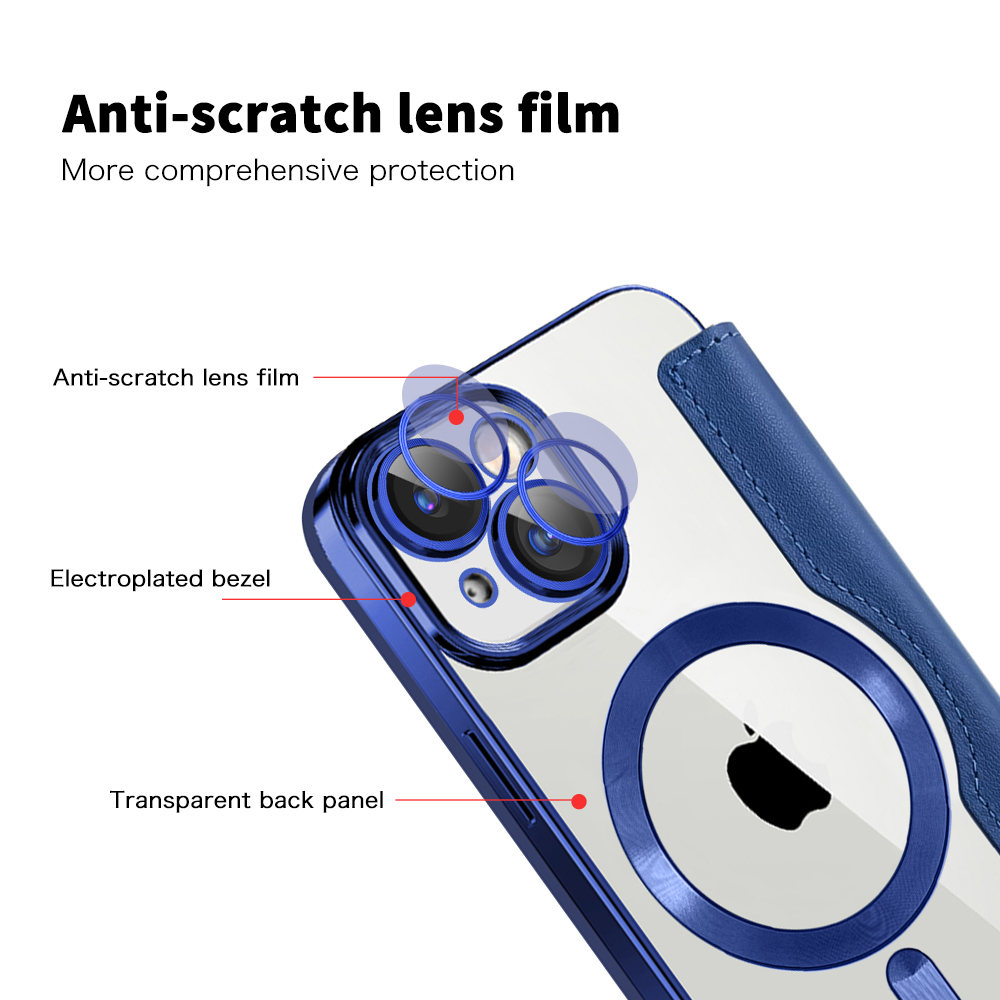 Anti-scratch lens film
More comprehensive protection
Anti-scratch lens film
Electroplated bezel
Transparent back panel